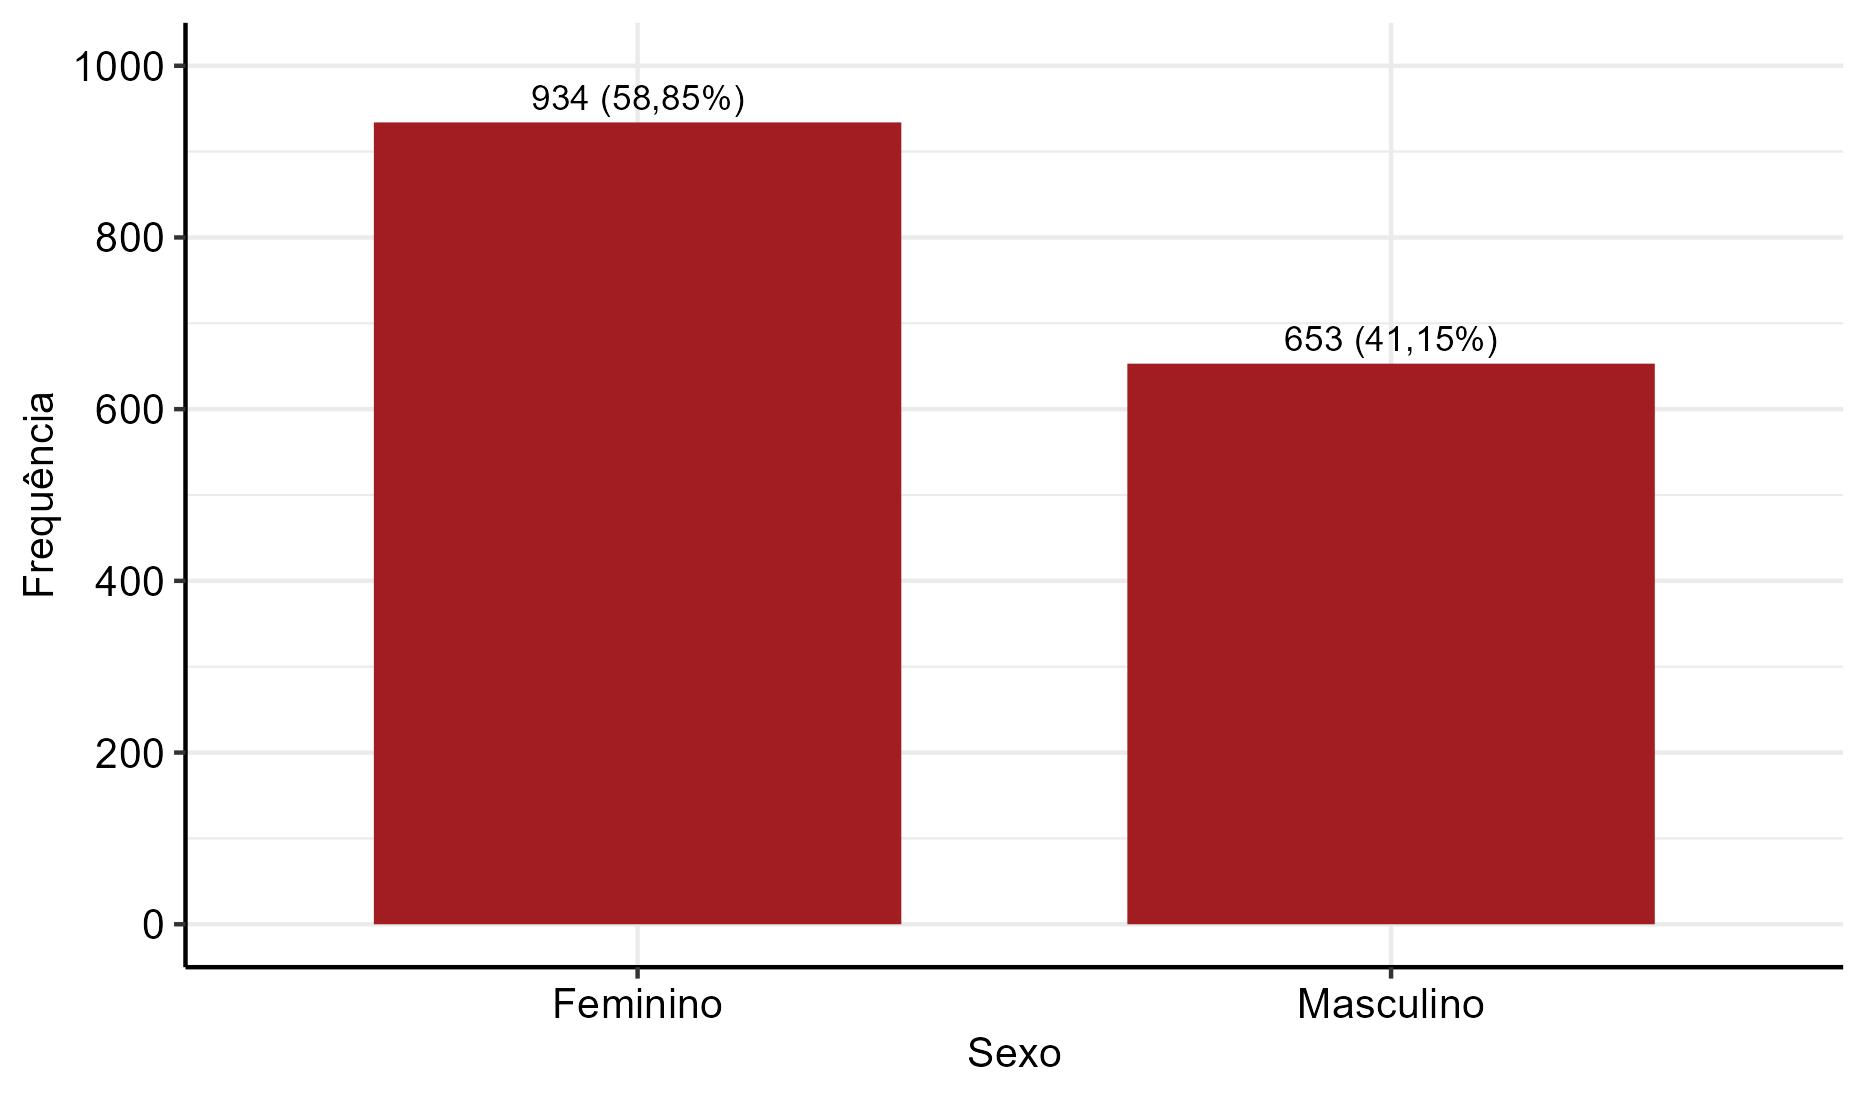 1000
800
600
400
200
0
Frequência
934 (58,85%)
653 (41,15%)
Feminino
Masculino
Sexo